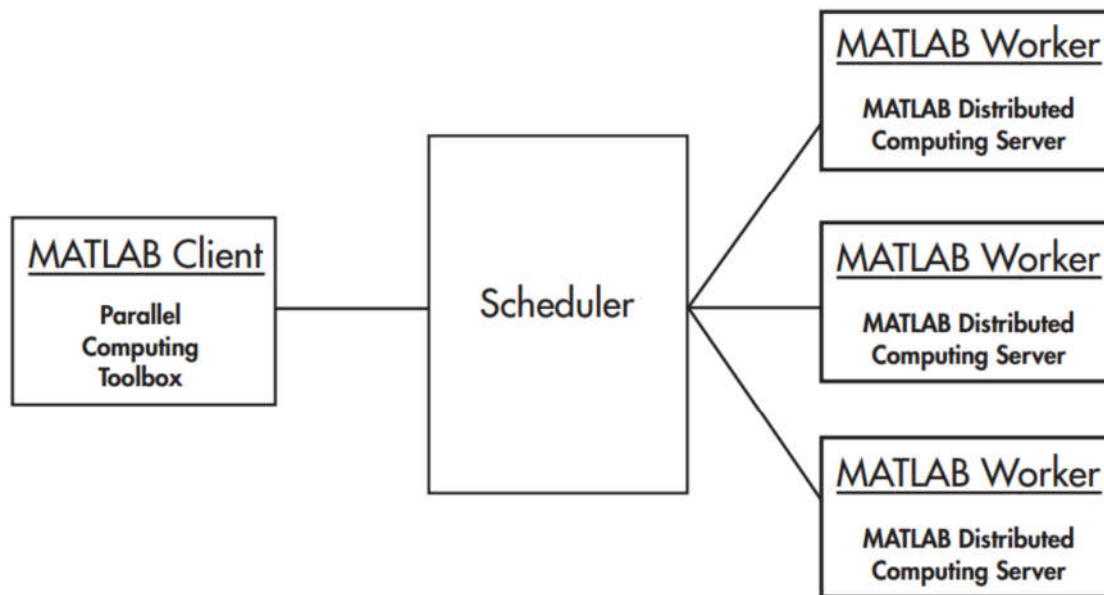 MATLAB Client
Parallel
Computing
Toolbox
Scheduler
MATLAB Worker
MATLAB Distributed
Computing Server
MATLAB Worker
MATLAB Distributed
Computing Server
MATLAB Worker
MATLAB Distributed
Computing Server